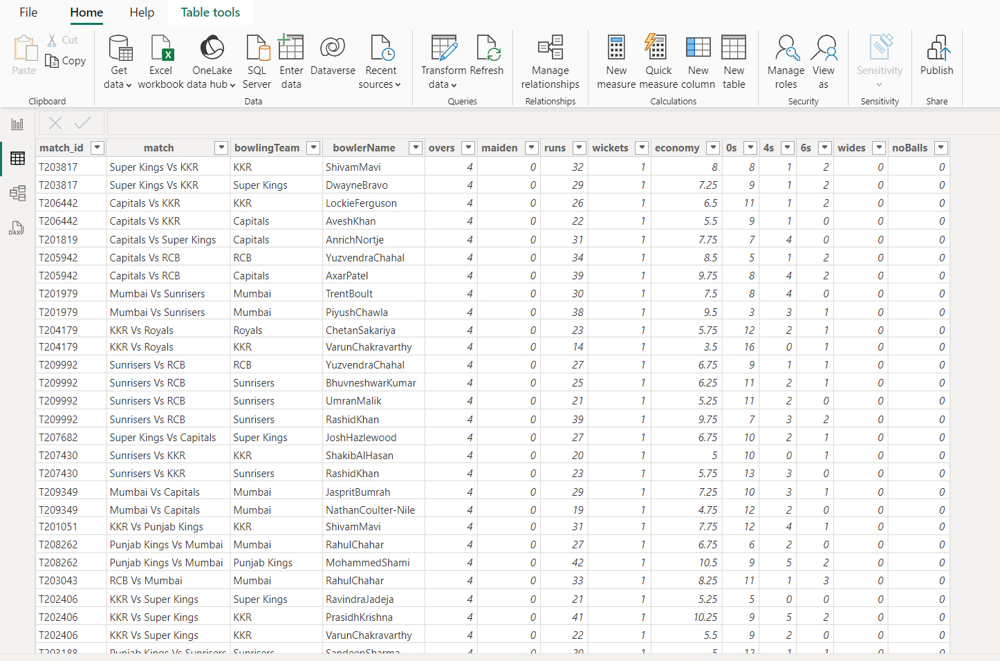 File Home Help Table tools
Paste Cut Copy
Clipboard
Get data Excel workbook OneLake data hub SQL Server Enter data Dataverse Recent sources
Data
Transform data Refresh
Queries
Manage relationships
Relationships
New measure Quick measure New column New table
Calculations
Manage roles View as
Security
Sensitivity
Sensitivity
Publish
Share
DAX
match_id match bowlingTeam bowlerName overs maiden runs wickets economy 0s 4s 6s wides noBalls
T203817 Super Kings Vs KKR KKR ShivamMavi 4 0 32 1 8 8 1 2 0 0
T203817 Super Kings Vs KKR Super Kings DwayneBravo 4 0 29 1 7.25 9 1 2 0 0
T206442 Capitals Vs KKR KKR LockieFerguson 4 0 26 1 6.5 11 1 2 0 0
T206442 Capitals Vs KKR Capitals AveshKhan 4 0 22 1 5.5 9 1 0 0 0
T201819 Capitals Vs Super Kings Capitals AnrichNortje 4 0 31 1 7.75 7 4 0 0 0
T205942 Capitals Vs RCB RCB YuzvendraChahal 4 0 34 1 8.5 5 1 2 0 0
T205942 Capitals Vs RCB Capitals AxarPatel 4 0 39 1 9.75 8 4 2 0 0
T201979 Mumbai Vs Sunrisers Mumbai TrentBoult 4 0 30 1 7.5 8 4 0 0 0
T201979 Mumbai Vs Sunrisers Mumbai PiyushChawla 4 0 38 1 9.5 3 3 1 0 0
T204179 KKR Vs Royals Royals ChetanSakariya 4 0 23 1 5.75 12 2 1 0 0
T204179 KKR Vs Royals KKR VarunChakravarthy 4 0 14 1 3.5 16 0 1 0 0
T209992 Sunrisers Vs RCB RCB YuzvendraChahal 4 0 27 1 6.75 9 1 1 0 0
T209992 Sunrisers Vs RCB Sunrisers BhuvneshwarKumar 4 0 25 1 6.25 11 2 1 0 0
T209992 Sunrisers Vs RCB Sunrisers UmranMalik 4 0 21 1 5.25 11 2 0 0 0
T209992 Sunrisers Vs RCB Sunrisers RashidKhan 4 0 39 1 9.75 7 3 2 0 0
T207682 Super Kings Vs Capitals Super Kings JoshHazlewood 4 0 27 1 6.75 10 2 1 0 0
T207430 Sunrisers Vs KKR KKR ShakibAlHasan 4 0 20 1 5 10 0 1 0 0
T207430 Sunrisers Vs KKR Sunrisers RashidKhan 4 0 23 1 5.75 13 3 0 0 0
T209349 Mumbai Vs Capitals Mumbai JaspritBumrah 4 0 29 1 7.25 10 3 1 0 0
T209349 Mumbai Vs Capitals Mumbai NathanCoulter-Nile 4 0 19 1 4.75 12 2 0 0 0
T201051 KKR Vs Punjab Kings KKR ShivamMavi 4 0 31 1 7.75 12 4 1 0 0
T208262 Punjab Kings Vs Mumbai Mumbai RahulChahar 4 0 27 1 6.75 6 2 0 0 0
T208262 Punjab Kings Vs Mumbai Punjab Kings MohammedShami 4 0 42 1 10.5 9 5 2 0 0
T203043 RCB Vs Mumbai Mumbai RahulChahar 4 0 33 1 8.25 11 1 3 0 0
T202406 KKR Vs Super Kings Super Kings RavindraJadeja 4 0 21 1 5.25 5 0 0 0 0
T202406 KKR Vs Super Kings KKR PrasidhKrishna 4 0 41 1 10.25 9 5 2 0 0
T202406 KKR Vs Super Kings KKR VarunChakravarthy 4 0 22 1 5.5 9 2 0 0 0
T203188 Punjab Kings Vs Sunrisers Sunrisers SandeepSharma 4 0 20 1 5 12 1 1 0 0